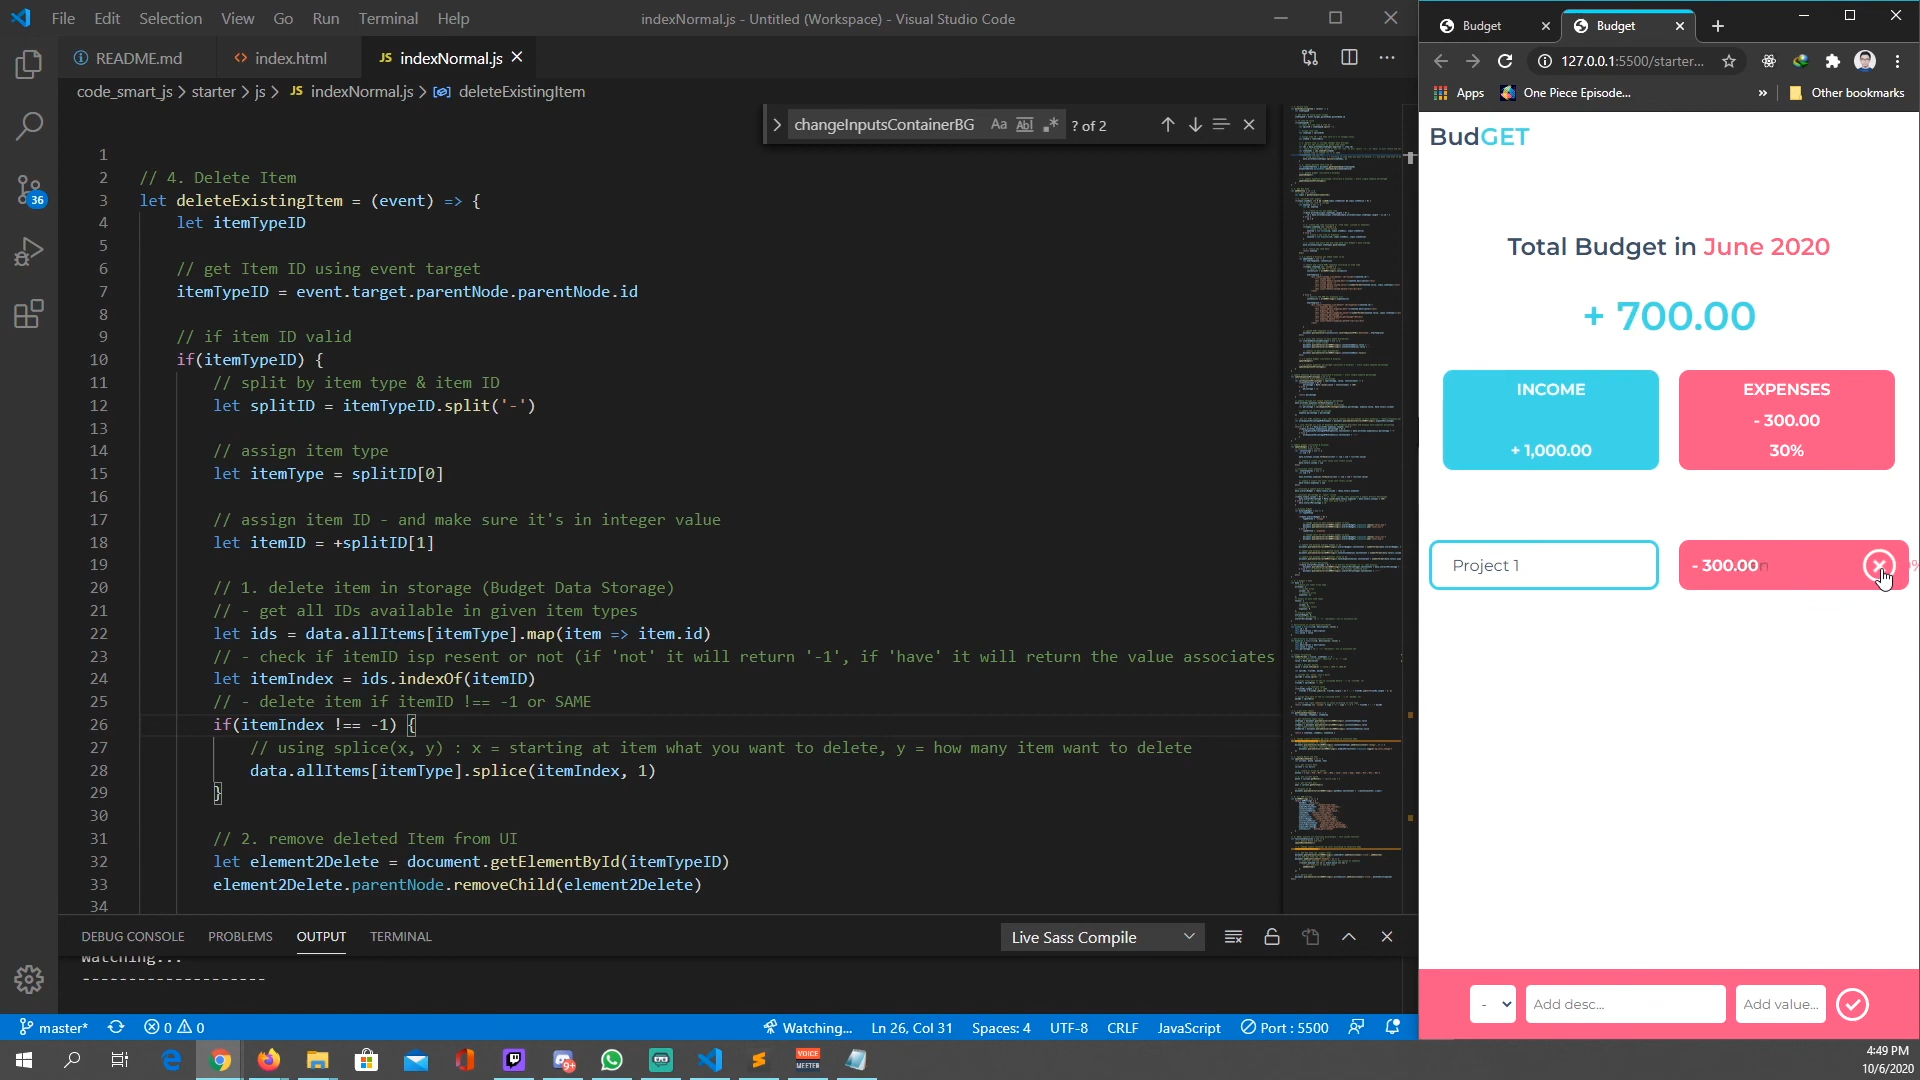 File Edit Selection View Go Run Terminal Help
indexNormal.js - Untitled (Workspace) - Visual Studio Code
README.md
index.html
JS indexNormal.js
code_smart_js > starter > js > JS indexNormal.js > deleteExistingItem
changeInputsContainerBG Aa Abl ? of 2
1
2 // 4. Delete Item
3 let deleteExistingItem = (event) => {
4 let itemTypeID
5
6 // get Item ID using event target
7 itemTypeID = event.target.parentNode.parentNode.id
8
9 // if item ID valid
10 if(itemTypeID) {
11 // split by item type & item ID
12 let splitID = itemTypeID.split('-')
13
14 // assign item type
15 let itemType = splitID[0]
16
17 // assign item ID - and make sure it's in integer value
18 let itemID = +splitID[1]
19
20 // 1. delete item in storage (Budget Data Storage)
21 // - get all IDs available in given item types
22 let ids = data.allItems[itemType].map(item => item.id)
23 // - check if itemID isp resent or not (if 'not' it will return '-1', if 'have' it will return the value associates
24 let itemIndex = ids.indexOf(itemID)
25 // - delete item if itemID !== -1 or SAME
26 if(itemIndex !== -1) {
27 // using splice(x, y) : x = starting at item what you want to delete, y = how many item want to delete
28 data.allItems[itemType].splice(itemIndex, 1)
29 }
30
31 // 2. remove deleted Item from UI
32 let element2Delete = document.getElementById(itemTypeID)
33 element2Delete.parentNode.removeChild(element2Delete)
34
DEBUG CONSOLE PROBLEMS OUTPUT TERMINAL
Live Sass Compile
Watching...
--------------------
36
master* 0 0
Watching... Ln 26, Col 31 Spaces: 4 UTF-8 CRLF JavaScript Port : 5500
Budget
Budget
127.0.0.1:5500/starter...
Apps One Piece Episode... » Other bookmarks
BudGET
Total Budget in June 2020
+ 700.00
INCOME
+ 1,000.00
EXPENSES
- 300.00
30%
Project 1
- 300.00
- Add desc... Add value...
VOICE
MEETER
9+
4:49 PM
10/6/2020